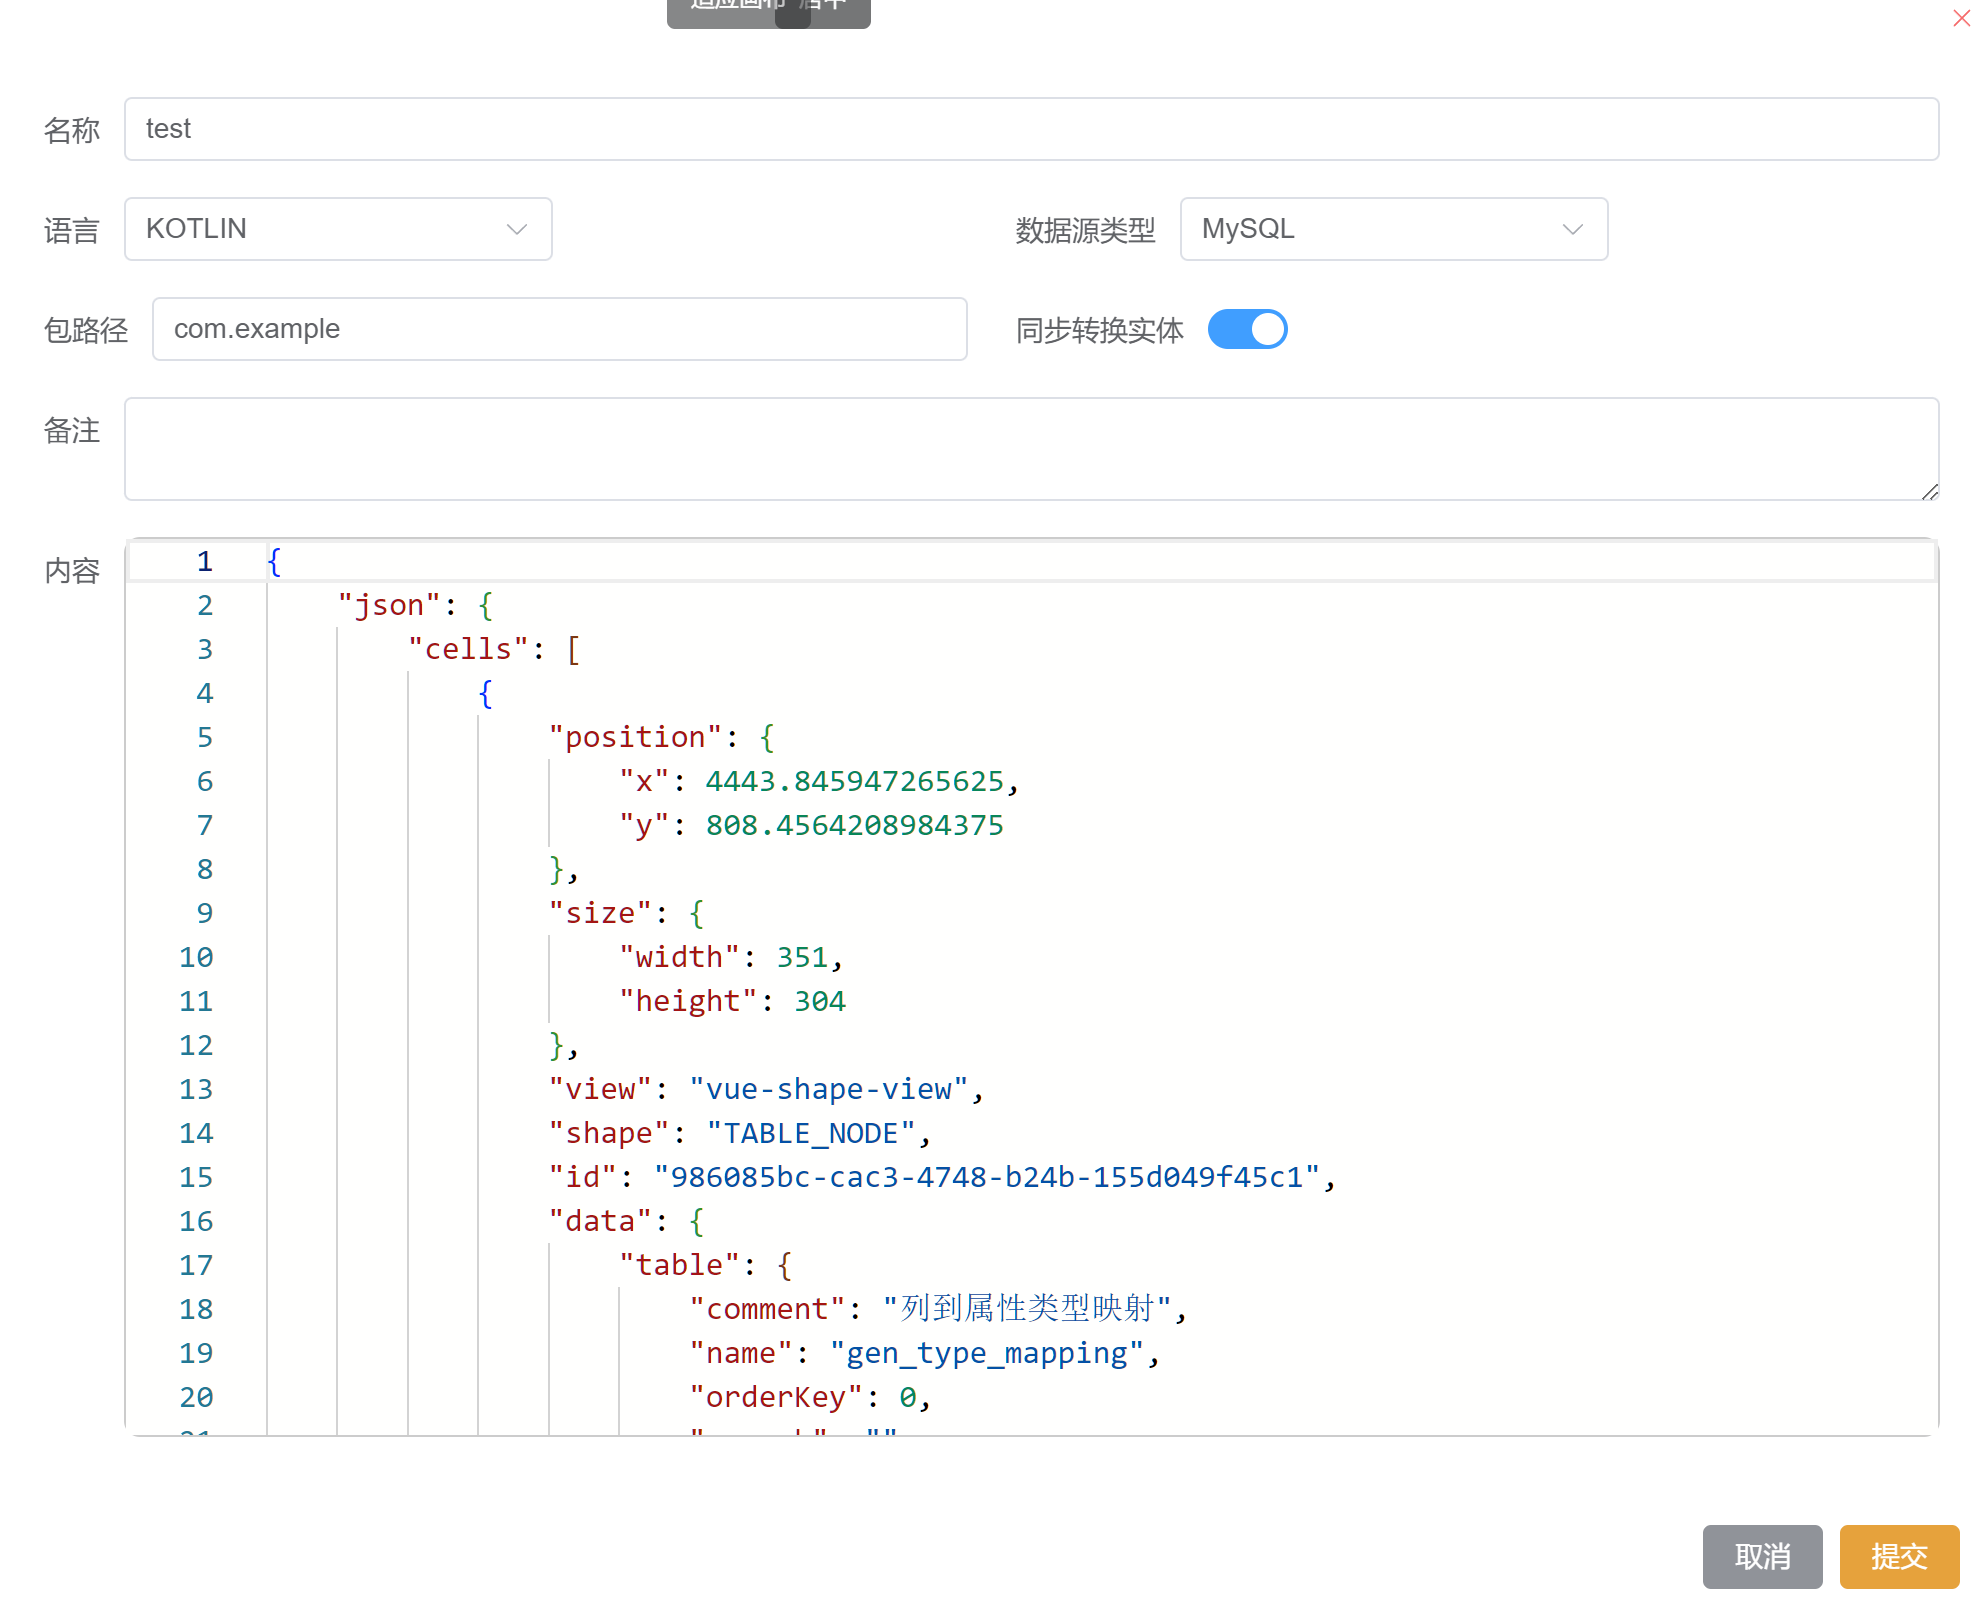 名称 test
语言 KOTLIN 数据源类型 MySQL
包路径 com.example 同步转换实体
备注
内容
1 {
2 "json": {
3 "cells": [
4 {
5 "position": {
6 "x": 4443.845947265625,
7 "y": 808.4564208984375
8 },
9 "size": {
10 "width": 351,
11 "height": 304
12 },
13 "view": "vue-shape-view",
14 "shape": "TABLE_NODE",
15 "id": "986085bc-cac3-4748-b24b-155d049f45c1",
16 "data": {
17 "table": {
18 "comment": "列到属性类型映射",
19 "name": "gen_type_mapping",
20 "orderKey": 0,
取消 提交